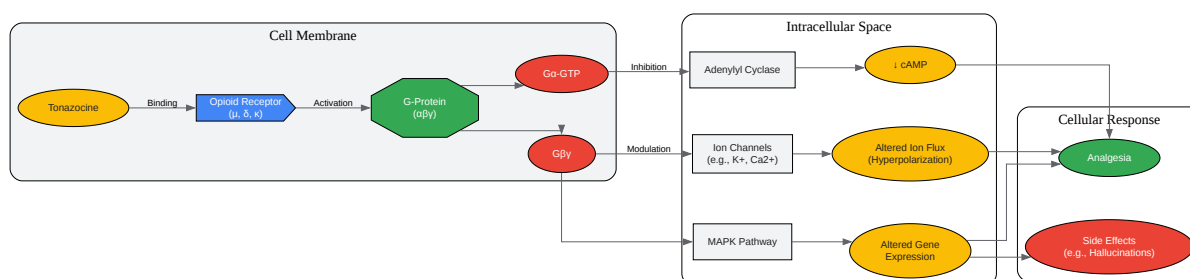 Cell Membrane
Tonazocine
Binding
Opioid Receptor
(μ, δ, κ)
Activation
G-Protein
(αβγ)
Gα-GTP
Gβγ
Inhibition
Modulation
Intracellular Space
Adenylyl Cyclase
↓ cAMP
Ion Channels
(e.g., K+, Ca2+)
Altered Ion Flux
(Hyperpolarization)
MAPK Pathway
Altered Gene
Expression
Cellular Response
Analgesia
Side Effects
(e.g., Hallucinations)